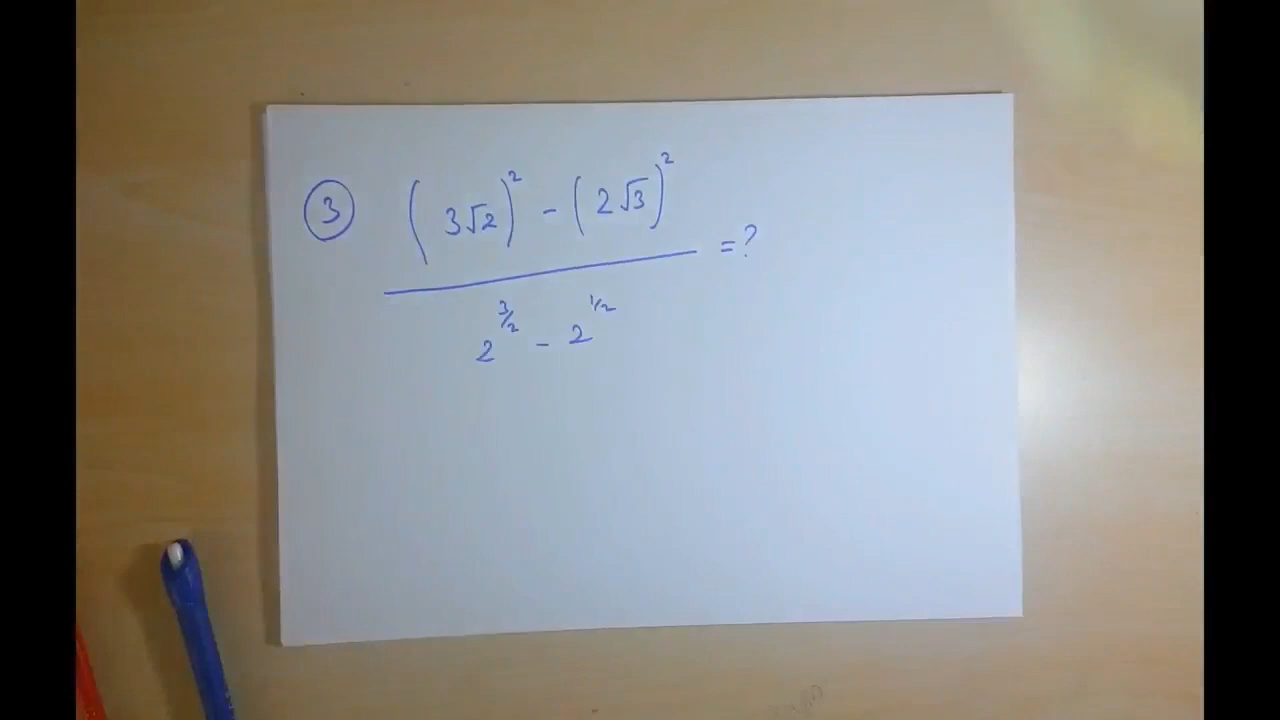 ③ (3√2)² - (2√3)² = ?
2^3/2 - 2^1/2